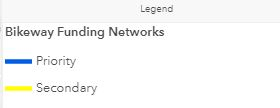 Legend
Bikeway Funding Networks
Priority
Secondary